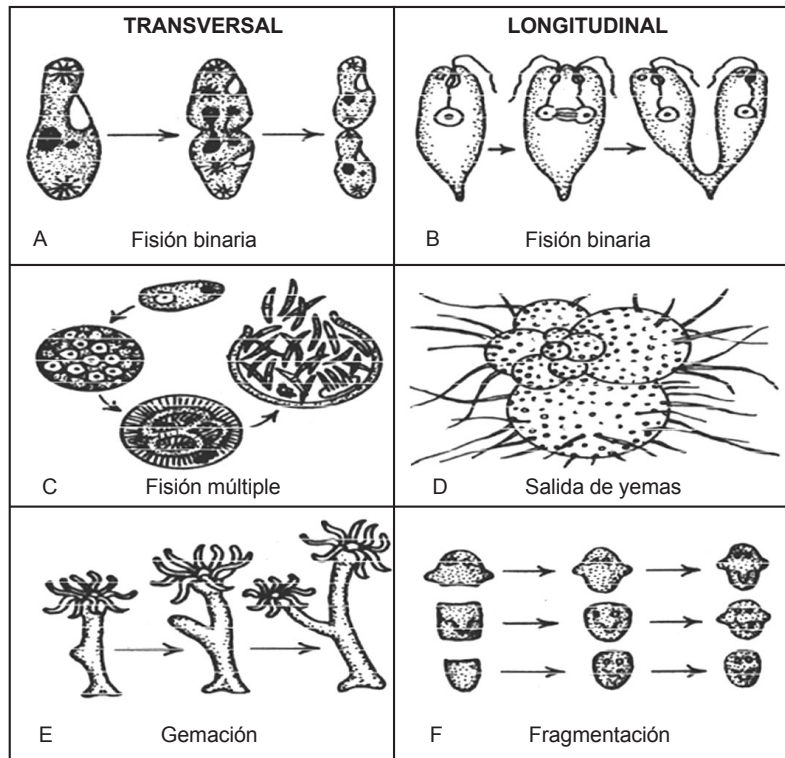 TRANSVERSAL
LONGITUDINAL
A Fisión binaria
B Fisión binaria
C Fisión múltiple
D Salida de yemas
E Gemación
F Fragmentación